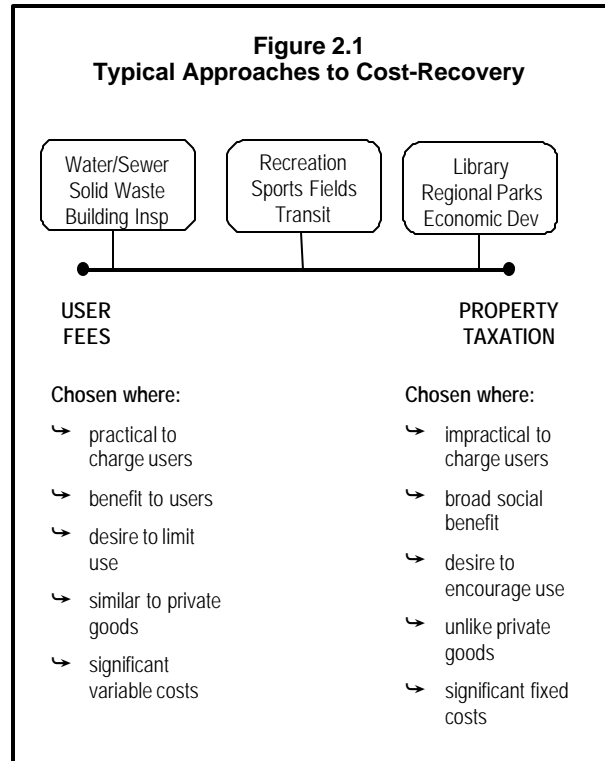 Figure 2.1
Typical Approaches to Cost-Recovery
Water/Sewer
Solid Waste
Building Insp
Recreation
Sports Fields
Transit
Library
Regional Parks
Economic Dev
USER
FEES
PROPERTY
TAXATION
Chosen where:
practical to
charge users
benefit to users
desire to limit
use
similar to private
goods
significant
variable costs
Chosen where:
impractical to
charge users
broad social
benefit
desire to
encourage use
unlike private
goods
significant fixed
costs